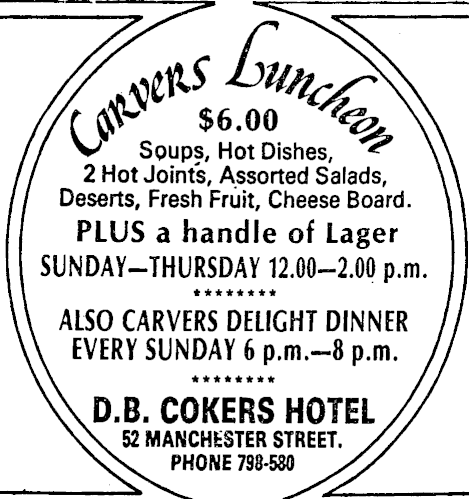 Carvers Luncheon
$6.00
Soups, Hot Dishes,
2 Hot Joints, Assorted Salads,
Deserts, Fresh Fruit, Cheese Board.
PLUS a handle of Lager
SUNDAY—THURSDAY 12.00—2.00 p.m.
********
ALSO CARVERS DELIGHT DINNER
EVERY SUNDAY 6 p.m.—8 p.m.
********
D.B. COKERS HOTEL
52 MANCHESTER STREET.
PHONE 798-580